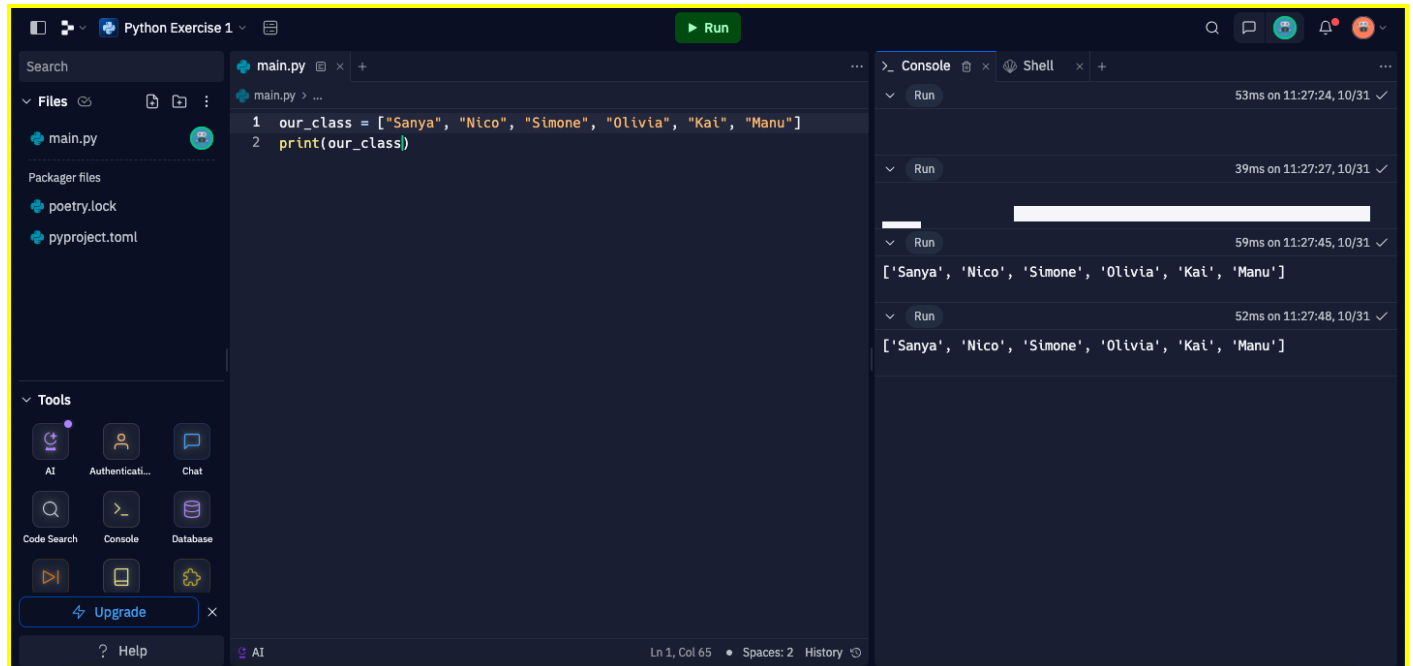 Python Exercise 1
Run
Search
Files
main.py
Packager files
poetry.lock
pyproject.toml
Tools
AI Authenticati... Chat
Code Search Console Database
Upgrade
? Help
main.py × +
...
main.py > ...
1 our_class = ["Sanya", "Nico", "Simone", "Olivia", "Kai", "Manu"]
2 print(our_class)
AI
Ln 1, Col 65 • Spaces: 2 History
>_ Console × Shell × +
...
Run 53ms on 11:27:24, 10/31
Run 39ms on 11:27:27, 10/31
Run 59ms on 11:27:45, 10/31
['Sanya', 'Nico', 'Simone', 'Olivia', 'Kai', 'Manu']
Run 52ms on 11:27:48, 10/31
['Sanya', 'Nico', 'Simone', 'Olivia', 'Kai', 'Manu']